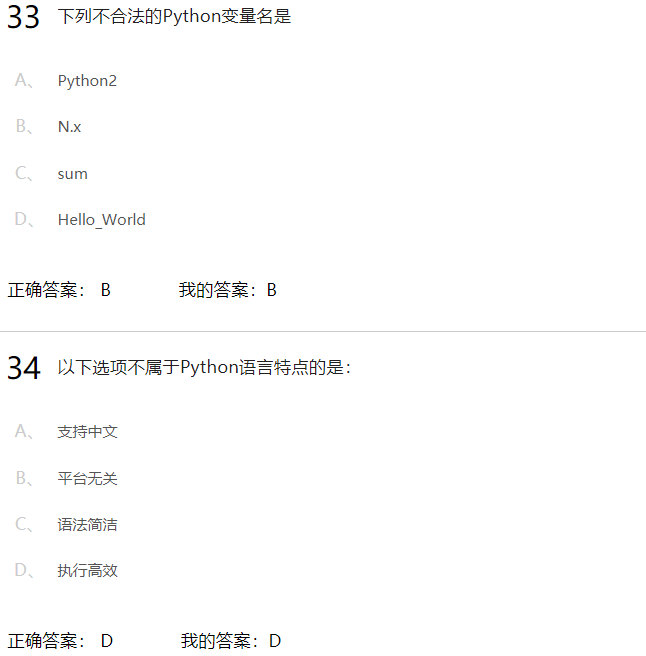 33 下列不合法的Python变量名是
A、 Python2
B、 N.x
C、 sum
D、 Hello_World
正确答案： B 我的答案：B
34 以下选项不属于Python语言特点的是：
A、 支持中文
B、 平台无关
C、 语法简洁
D、 执行高效
正确答案： D 我的答案：D